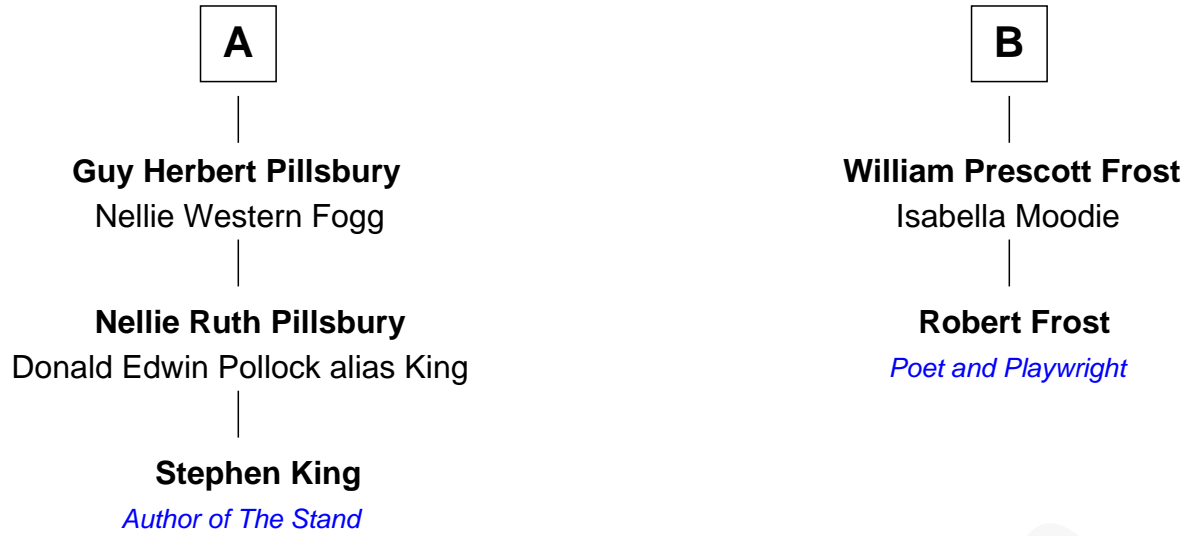 A
Guy Herbert Pillsbury
Nellie Western Fogg
Nellie Ruth Pillsbury
Donald Edwin Pollock alias King
Stephen King
Author of The Stand
B
William Prescott Frost
Isabella Moodie
Robert Frost
Poet and Playwright